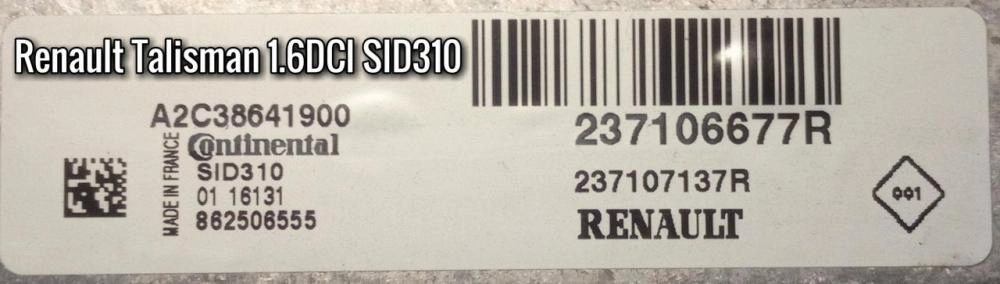 Renault Talisman 1.6DCI SID310
A2C38641900
MADE IN FRANCE
Continental
SID310
01 16131
862506555
237106677R
237107137R
RENAULT
001